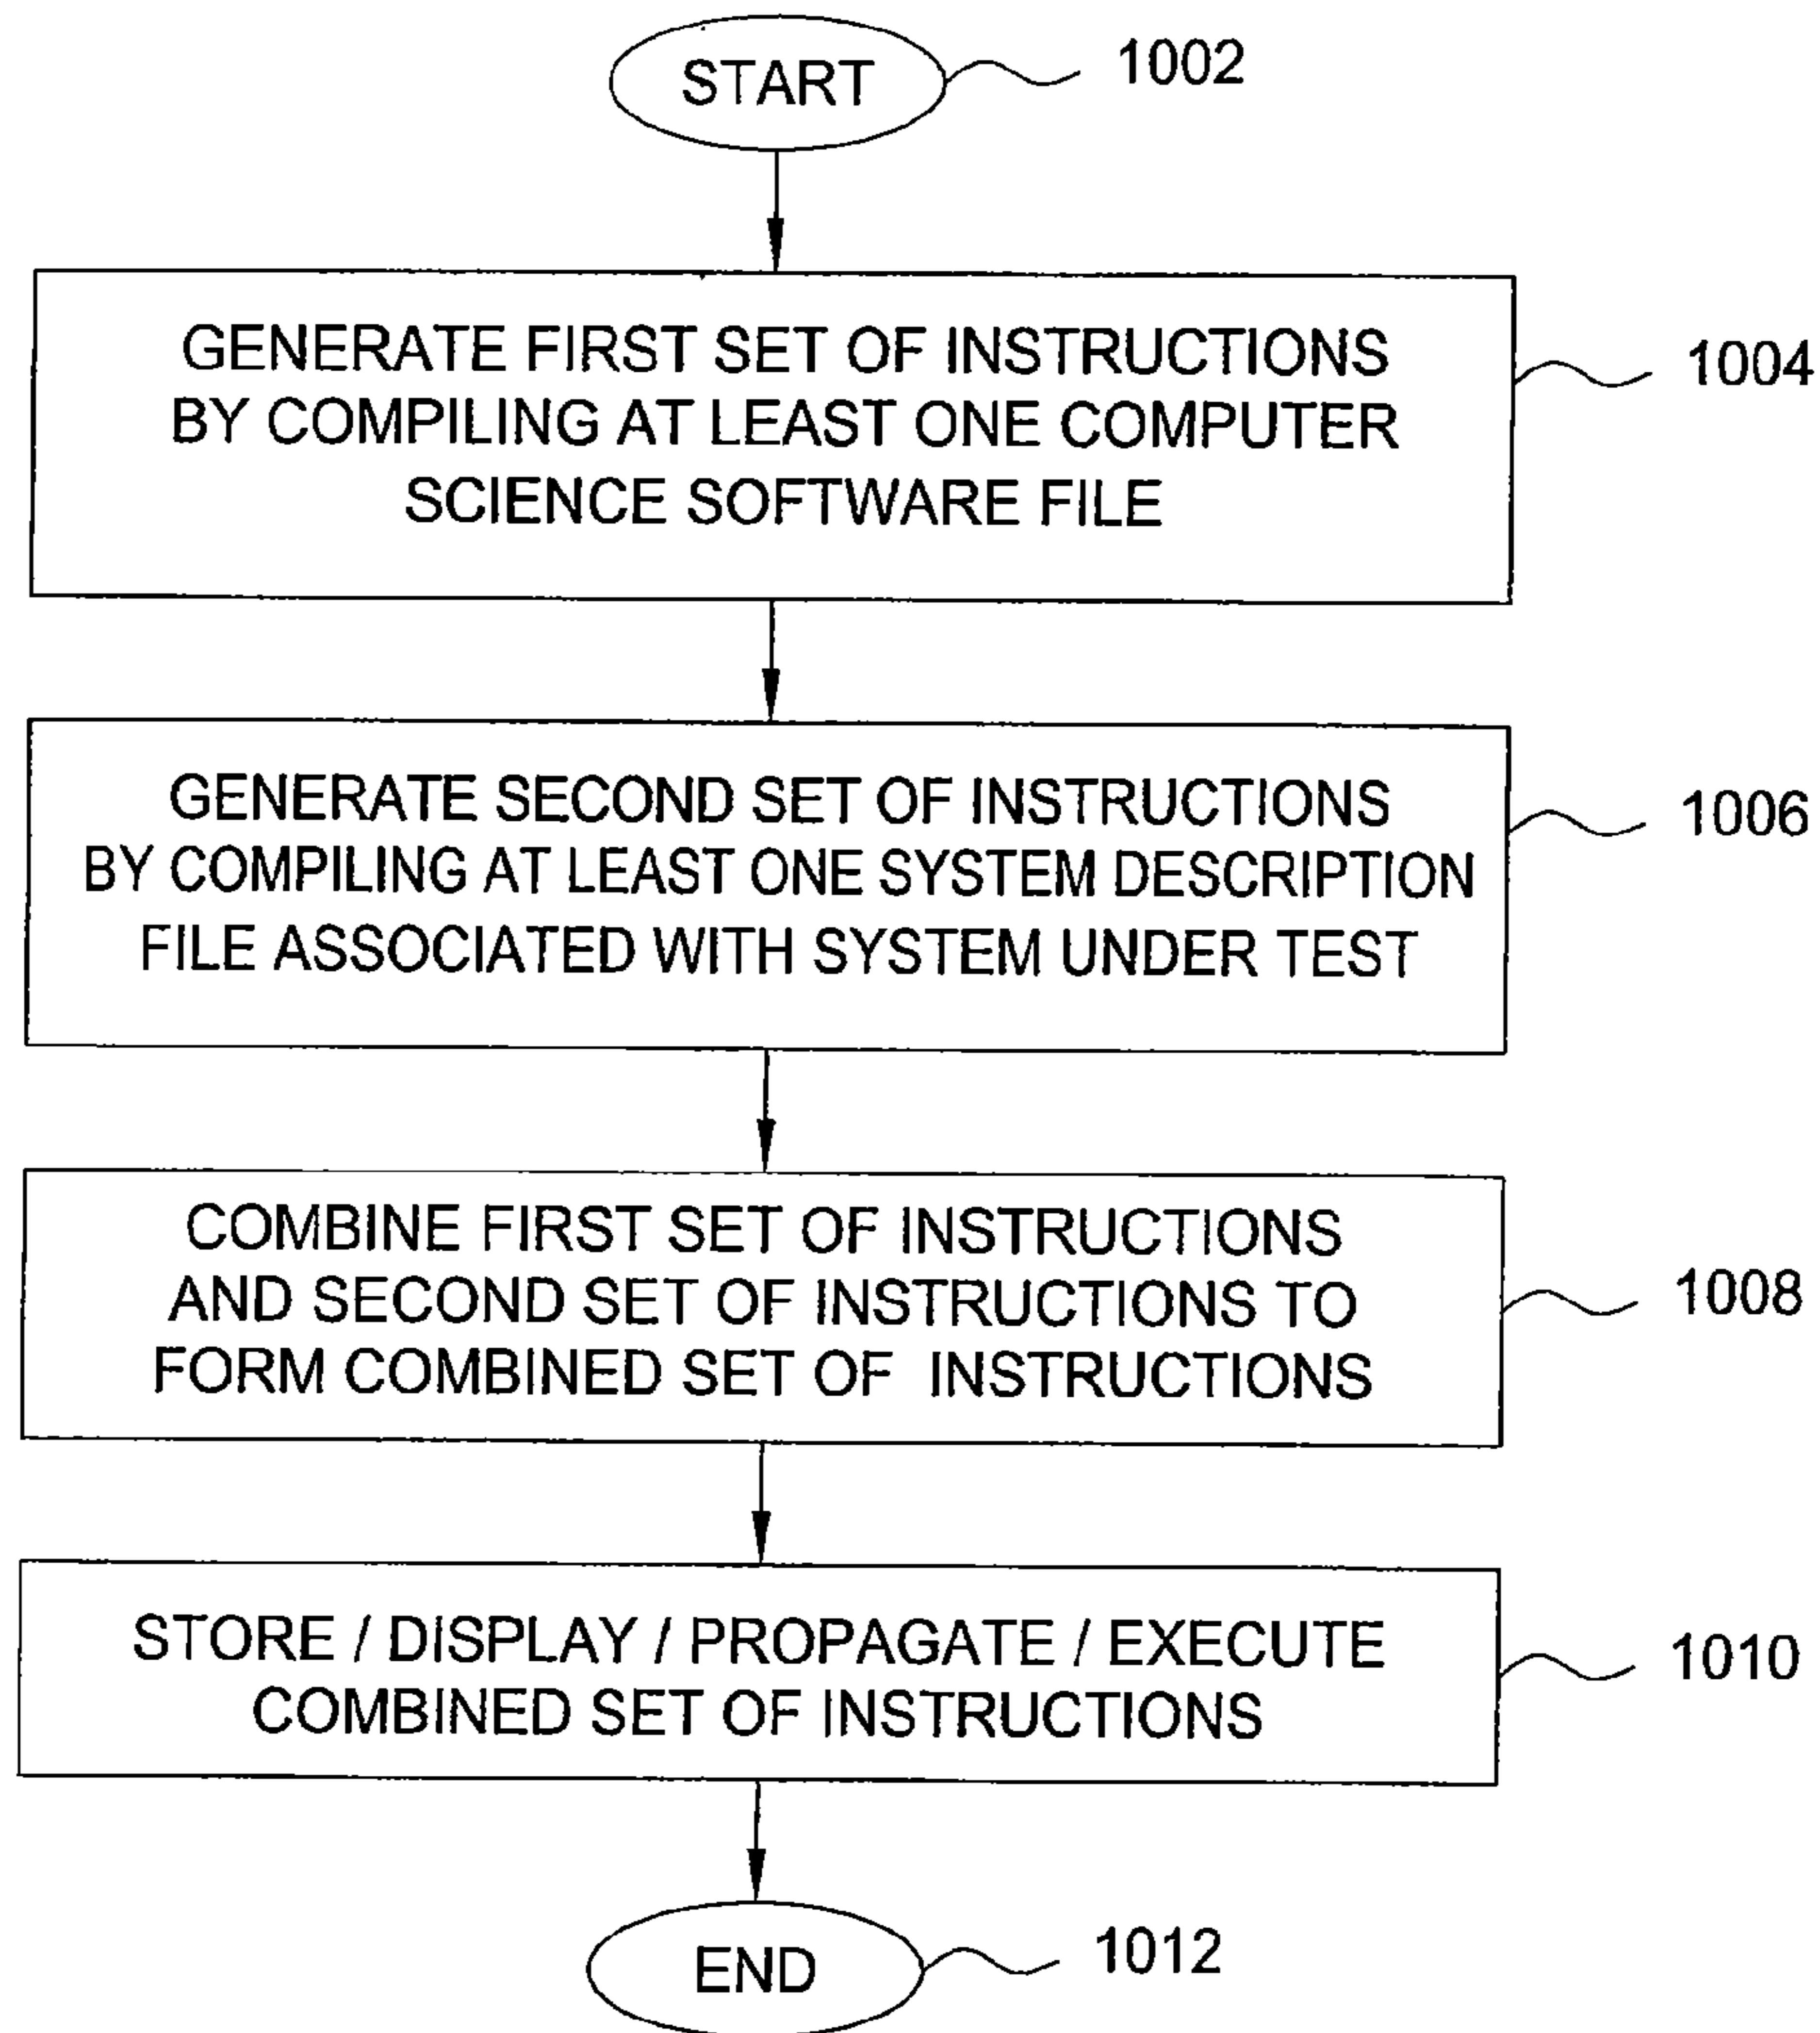 START
1002
GENERATE FIRST SET OF INSTRUCTIONS
BY COMPILING AT LEAST ONE COMPUTER
SCIENCE SOFTWARE FILE
1004
GENERATE SECOND SET OF INSTRUCTIONS
BY COMPILING AT LEAST ONE SYSTEM DESCRIPTION
FILE ASSOCIATED WITH SYSTEM UNDER TEST
1006
COMBINE FIRST SET OF INSTRUCTIONS
AND SECOND SET OF INSTRUCTIONS TO
FORM COMBINED SET OF INSTRUCTIONS
1008
STORE / DISPLAY / PROPAGATE / EXECUTE
COMBINED SET OF INSTRUCTIONS
1010
END
1012